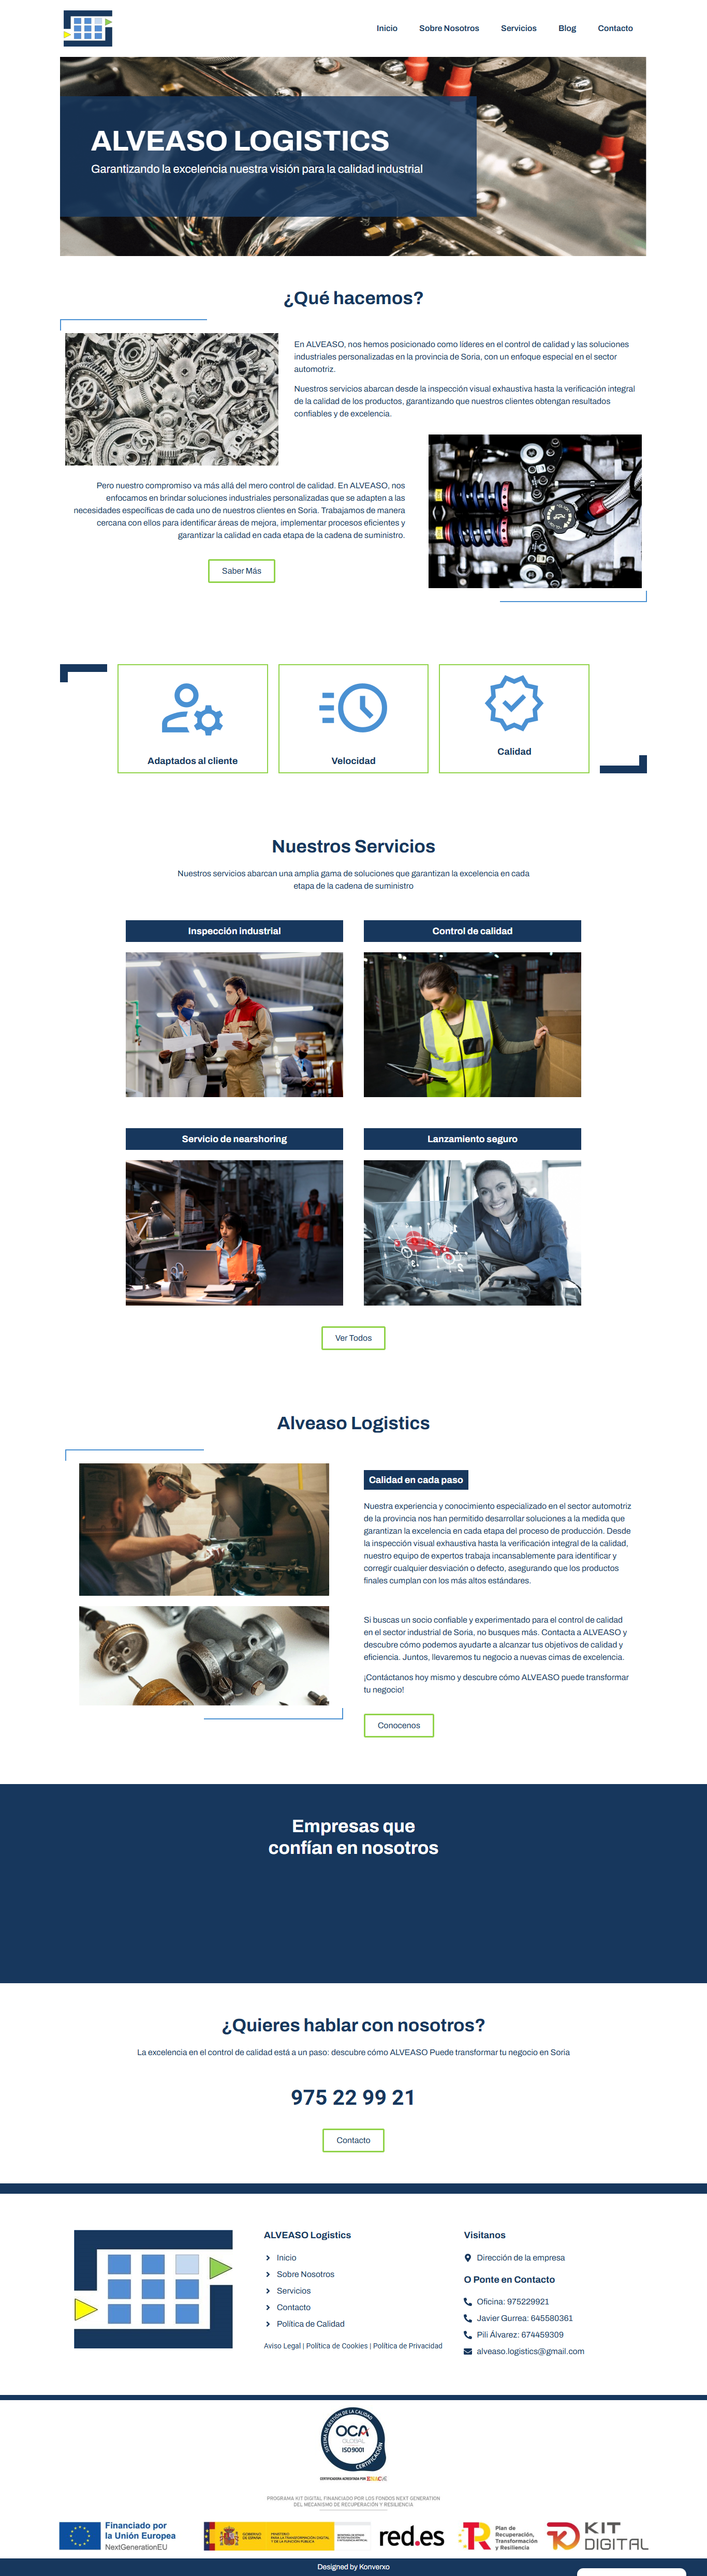 Inicio
Sobre Nosotros
Servicios
Blog
Contacto
ALVEASO LOGISTICS
Garantizando la excelencia nuestra visión para la calidad industrial
¿Qué hacemos?
En ALVEASO, nos hemos posicionado como líderes en el control de calidad y las soluciones
industriales personalizadas en la provincia de Soria, con un enfoque especial en el sector
automotriz.
Nuestros servicios abarcan desde la inspección visual exhaustiva hasta la verificación integral
de la calidad de los productos, garantizando que nuestros clientes obtengan resultados
confiables y de excelencia.
Pero nuestro compromiso va más allá del mero control de calidad. En ALVEASO, nos
enfocamos en brindar soluciones industriales personalizadas que se adaptan a las
necesidades específicas de cada uno de nuestros clientes en Soria. Trabajamos de manera
cercana con ellos para identificar áreas de mejora, implementar procesos eficientes y
garantizar la calidad en cada etapa de la cadena de suministro.
Saber Más
Adaptados al cliente
Velocidad
Calidad
Nuestros Servicios
Nuestros servicios abarcan una amplia gama de soluciones que garantizan la excelencia en cada
etapa de la cadena de suministro
Inspección industrial
Control de calidad
Servicio de nearshoring
Lanzamiento seguro
Ver Todos
Alveaso Logistics
Calidad en cada paso
Nuestra experiencia y conocimiento especializado en el sector automotriz
de la provincia nos han permitido desarrollar soluciones a la medida que
garantizan la excelencia en cada etapa del proceso de producción. Desde
la inspección visual exhaustiva hasta la verificación integral de la calidad,
nuestro equipo de expertos trabaja incansablemente para identificar y
corregir cualquier desviación o defecto, asegurando que los productos
finales cumplan con los más altos estándares.
Si buscas un socio confiable y experimentado para el control de calidad
en el sector industrial de Soria, no busques más. Contacta a ALVEASO y
descubre cómo podemos ayudarte a alcanzar tus objetivos de calidad y
eficiencia. Juntos, llevaremos tu negocio a nuevas cimas de excelencia.
¡Contáctanos hoy mismo y descubre cómo ALVEASO puede transformar
tu negocio!
Conocenos
Empresas que
confían en nosotros
¿Quieres hablar con nosotros?
La excelencia en el control de calidad está a un paso: descubre cómo ALVEASO Puede transformar tu negocio en Soria
975 22 99 21
Contacto
ALVEASO Logistics
Inicio
Sobre Nosotros
Servicios
Contacto
Política de Calidad
Aviso Legal | Política de Cookies | Política de Privacidad
Visitanos
Dirección de la empresa
O Ponte en Contacto
Oficina: 975229921
Javier Gurrea: 645580361
Pili Álvarez: 674459309
alveaso.logistics@gmail.com
SISTEMA DE GESTIÓN DE LA CALIDAD
OCA
GLOBAL
ISO9001
CERTIFICACIÓN
CERTIFICADORA ACREDITADA POR ENAC
PROGRAMA KIT DIGITAL FINANCIADO POR LOS FONDOS NEXT GENERATION
DEL MECANISMO DE RECUPERACIÓN Y RESILIENCIA
Financiado por
la Unión Europea
NextGenerationEU
GOBIERNO
DE ESPAÑA
red.es
Plan de
Recuperación,
Transformación
y Resiliencia
KIT
DIGITAL
Designed by Konverxo